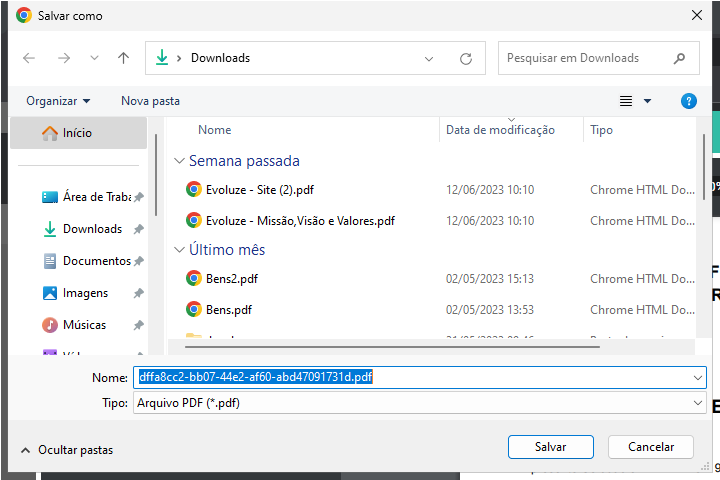 Salvar como
Downloads
Pesquisar em Downloads
Organizar
Nova pasta
?
Início
Área de Traba
Downloads
Documentos
Imagens
Músicas
Nome Data de modificação Tipo
Semana passada
Evoluze - Site (2).pdf 12/06/2023 10:10 Chrome HTML Do...
Evoluze - Missão,Visão e Valores.pdf 12/06/2023 10:10 Chrome HTML Do...
Último mês
Bens2.pdf 02/05/2023 15:13 Chrome HTML Do...
Bens.pdf 02/05/2023 13:53 Chrome HTML Do...
Nome: dffa8cc2-bb07-44e2-af60-abd47091731d.pdf
Tipo: Arquivo PDF (*.pdf)
Ocultar pastas
Salvar
Cancelar